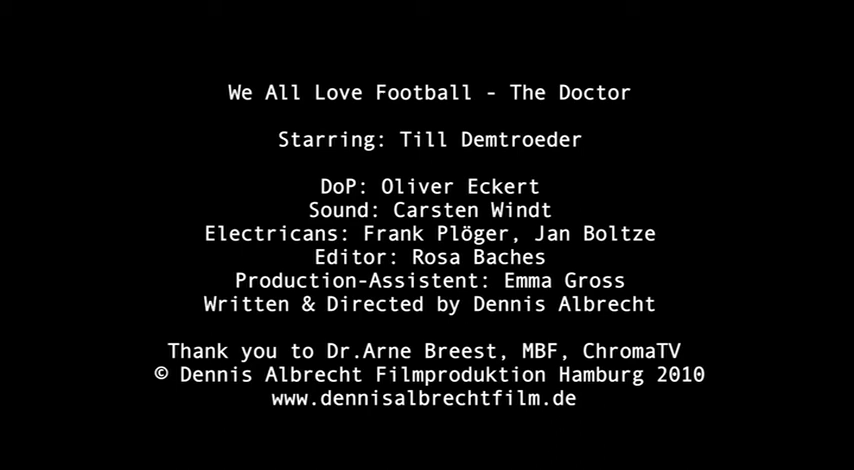 We All Love Football - The Doctor
Starring: Till Demtroeder
DoP: Oliver Eckert
Sound: Carsten Windt
Electricans: Frank Plöger, Jan Boltze
Editor: Rosa Baches
Production-Assistent: Emma Gross
Written & Directed by Dennis Albrecht
Thank you to Dr.Arne Breest, MBF, ChromaTV
© Dennis Albrecht Filmproduktion Hamburg 2010
www.dennisalbrechtfilm.de